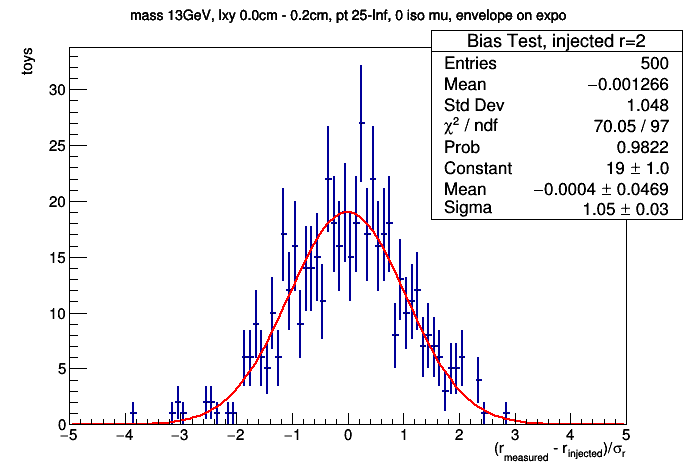 mass 13GeV, lxy 0.0cm - 0.2cm, pt 25-Inf, 0 iso mu, envelope on expo
toys
Bias Test, injected r=2
Entries 500
Mean −0.001266
Std Dev 1.048
χ² / ndf 70.05 / 97
Prob 0.9822
Constant 19 ± 1.0
Mean −0.0004 ± 0.0469
Sigma 1.05 ± 0.03
30
25
20
15
10
5
0
−5 −4 −3 −2 −1 0 1 2 3 4 5
(r_measured - r_injected)/σ_r